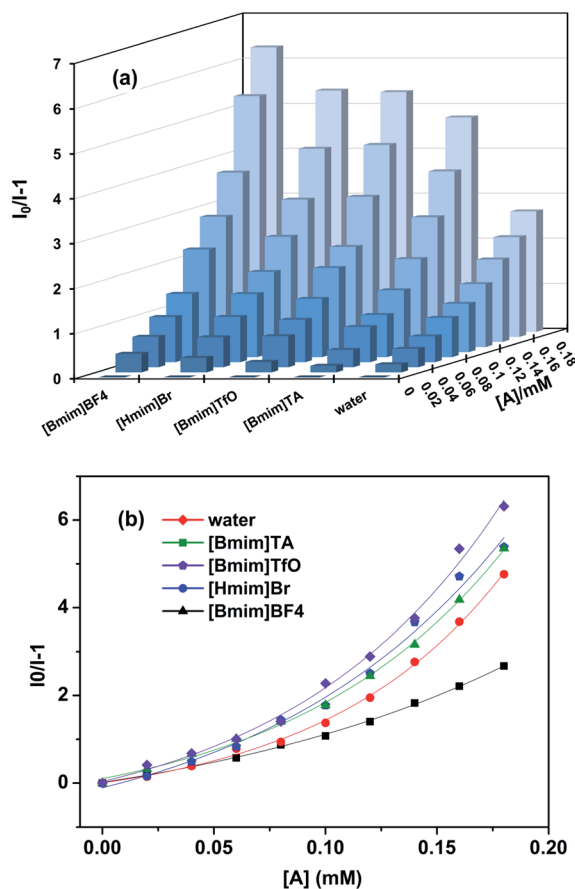 (a)
7
6
5
4
3
2
1
0
I₀/I-1
[Bmim]BF4
[Hmim]Br
[Bmim]TfO
[Bmim]TA
water
0
0.02
0.04
0.06
0.08
0.1
0.12
0.14
0.16
0.18
[A]/mM
(b)
water
[Bmim]TA
[Bmim]TfO
[Hmim]Br
[Bmim]BF4
6
4
2
0
I0/I-1
0.00 0.05 0.10 0.15 0.20
[A] (mM)